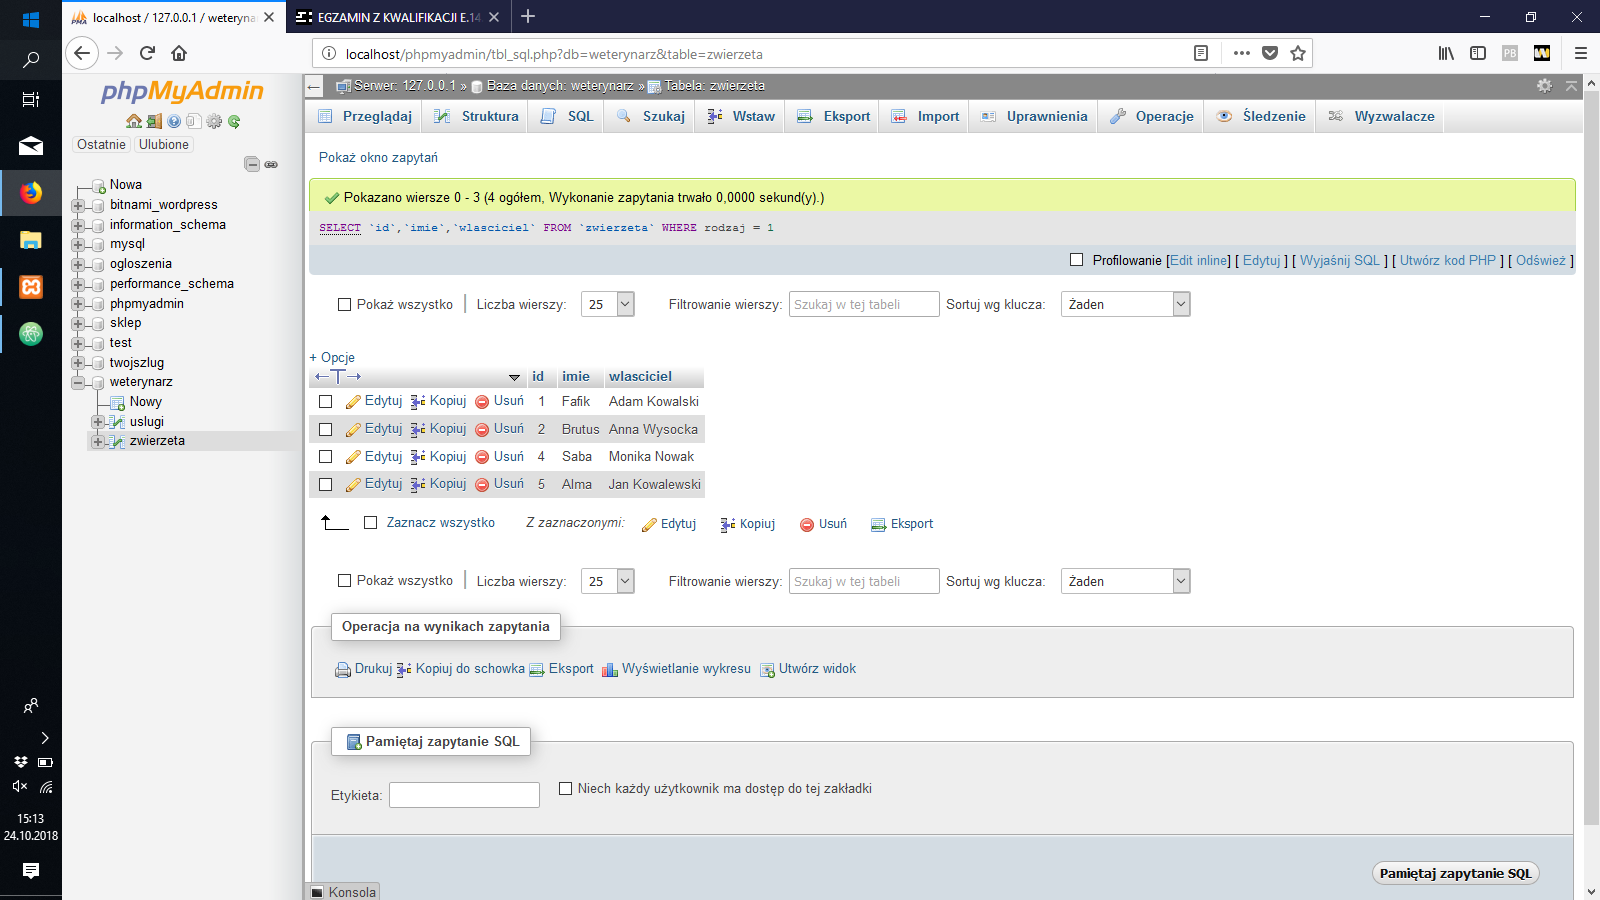 localhost / 127.0.0.1 / weteryna
EGZAMIN Z KWALIFIKACJI E.14
localhost/phpmyadmin/tbl_sql.php?db=weterynarz&table=zwierzeta
phpMyAdmin
Ostatnie Ulubione
Nowa
bitnami_wordpress
information_schema
mysql
ogloszenia
performance_schema
phpmyadmin
sklep
test
twojszlug
weterynarz
Nowy
uslugi
zwierzeta
Serwer: 127.0.0.1 » Baza danych: weterynarz » Tabela: zwierzeta
Przeglądaj Struktura SQL Szukaj Wstaw Eksport Import Uprawnienia Operacje Śledzenie Wyzwalacze
Pokaż okno zapytań
Pokazano wiersze 0 - 3 (4 ogółem, Wykonanie zapytania trwało 0,0000 sekund(y).)
SELECT `id`,`imie`,`wlasciciel` FROM `zwierzeta` WHERE rodzaj = 1
Profilowanie [Edit inline] [ Edytuj ] [ Wyjaśnij SQL ] [ Utwórz kod PHP ] [ Odśwież ]
Pokaż wszystko | Liczba wierszy: 25 Filtrowanie wierszy: Szukaj w tej tabeli Sortuj wg klucza: Żaden
+ Opcje
←T→ id imie wlasciciel
Edytuj Kopiuj Usuń 1 Fafik Adam Kowalski
Edytuj Kopiuj Usuń 2 Brutus Anna Wysocka
Edytuj Kopiuj Usuń 4 Saba Monika Nowak
Edytuj Kopiuj Usuń 5 Alma Jan Kowalewski
Zaznacz wszystko Z zaznaczonymi: Edytuj Kopiuj Usuń Eksport
Pokaż wszystko | Liczba wierszy: 25 Filtrowanie wierszy: Szukaj w tej tabeli Sortuj wg klucza: Żaden
Operacja na wynikach zapytania
Drukuj Kopiuj do schowka Eksport Wyświetlanie wykresu Utwórz widok
Pamiętaj zapytanie SQL
Etykieta: Niech każdy użytkownik ma dostęp do tej zakładki
Pamiętaj zapytanie SQL
Konsola
15:13
24.10.2018